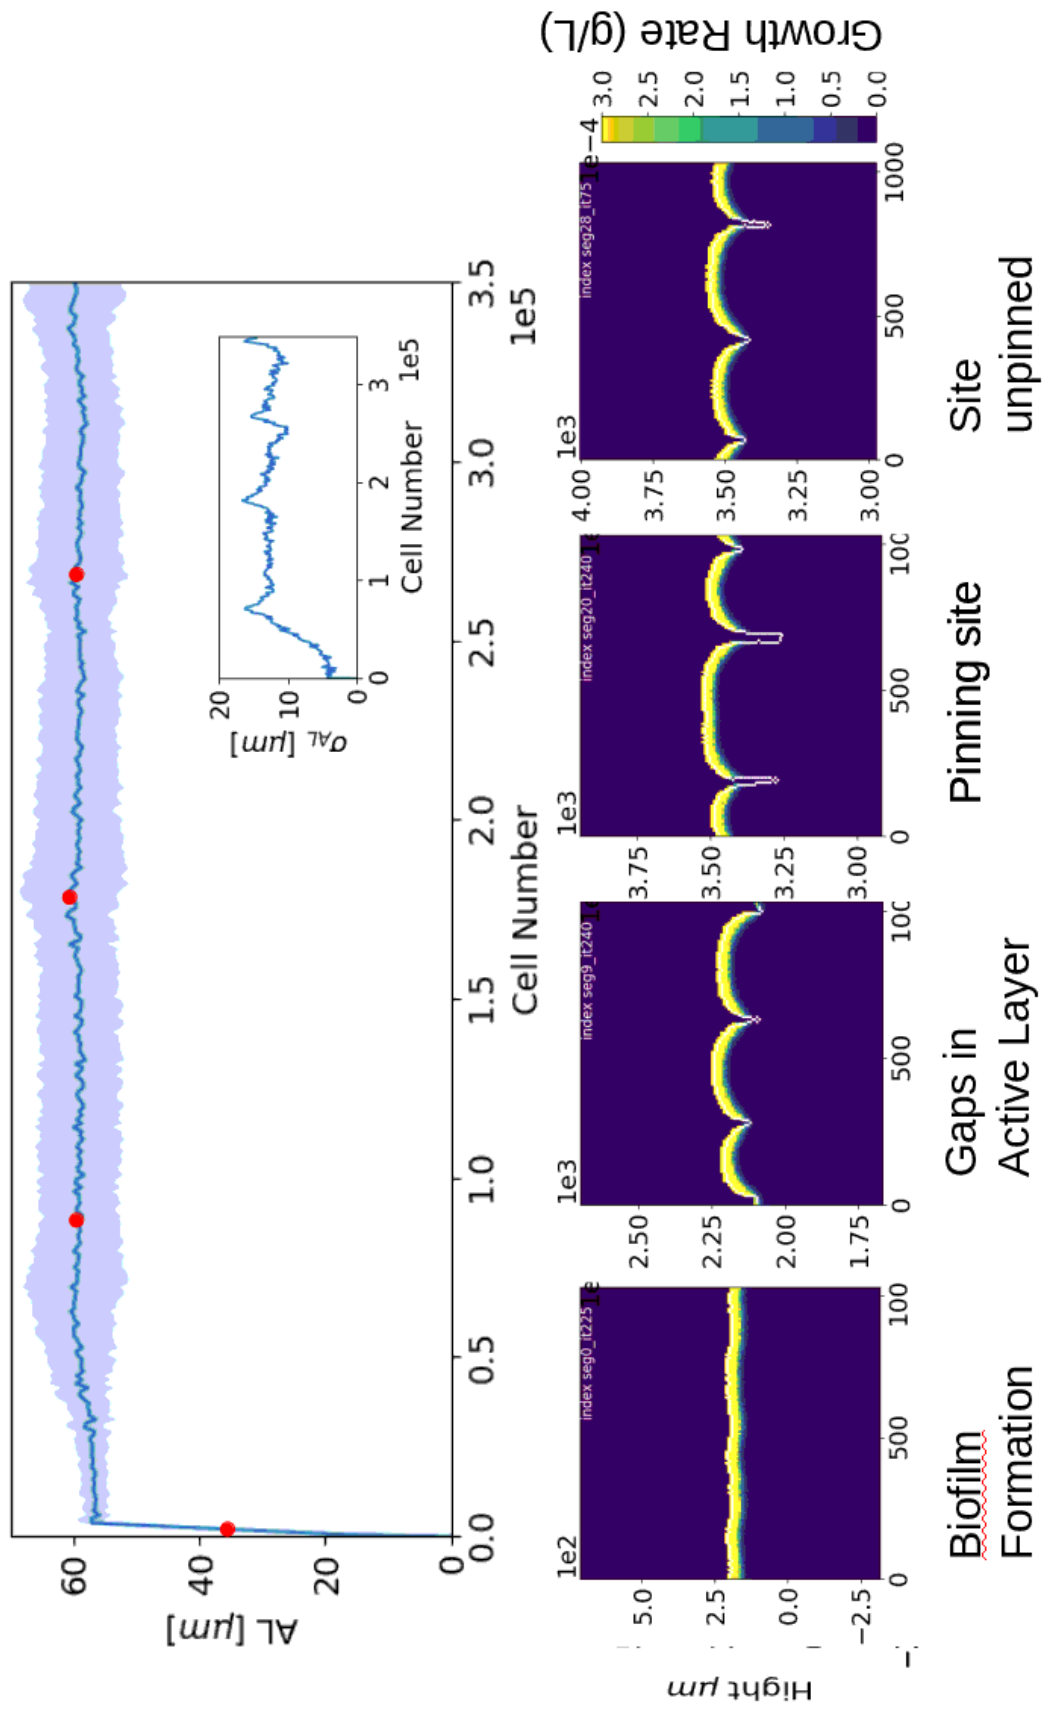 AL [μm]
60
40
20
0
0.0
0.5
1.0
1.5
2.0
2.5
3.0
3.5
1e5
Cell Number
σAL [μm]
20
10
0
0
1
2
3
1e5
Cell Number
Hight μm
1e2
5.0
2.5
0.0
−2.5
index seg0_it225
1e
0
500
100
Biofilm
Formation
1e3
2.50
2.25
2.00
1.75
index seg9_it240
0
500
100
Gaps in
Active Layer
1e3
3.75
3.50
3.25
3.00
index seg20_it240
0
500
100
Pinning site
1e3
4.00
3.75
3.50
3.25
3.00
index seg28_it75
0
500
1000
Site
unpinned
1e−4
3.0
2.5
2.0
1.5
1.0
0.5
0.0
Growth Rate (g/L)